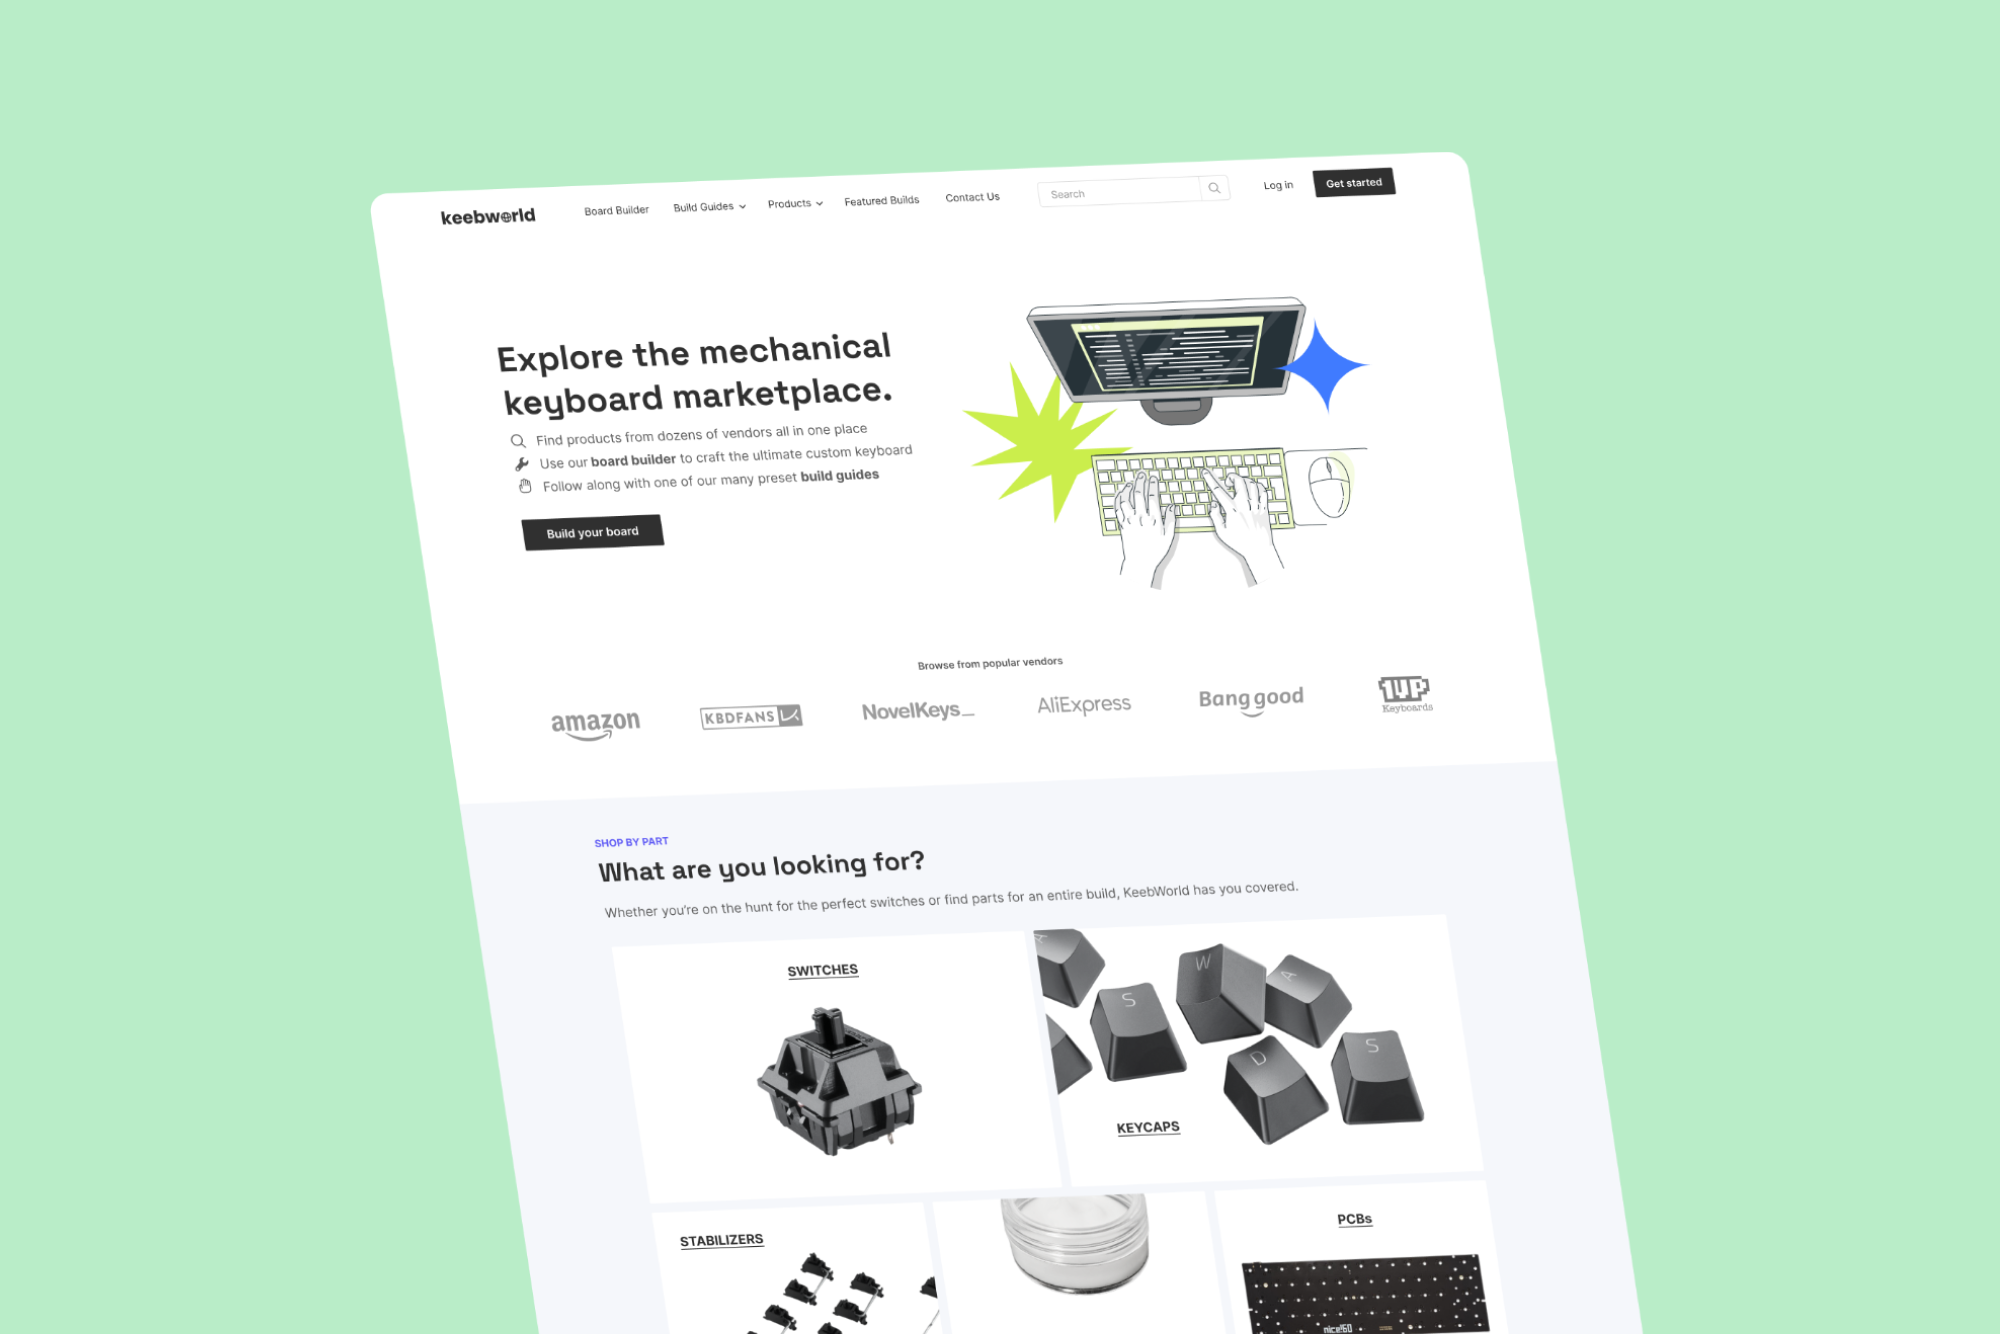 keebworld
Board Builder
Build Guides
Products
Featured Builds
Contact Us
Search
Log in
Get started
Explore the mechanical
keyboard marketplace.
Find products from dozens of vendors all in one place
Use our board builder to craft the ultimate custom keyboard
Follow along with one of our many preset build guides
Build your board
Browse from popular vendors
amazon
KBDFANS
NovelKeys_
AliExpress
Banggood
1UP
Keyboards
SHOP BY PART
What are you looking for?
Whether you're on the hunt for the perfect switches or find parts for an entire build, KeebWorld has you covered.
SWITCHES
A
S
W
A
D
S
KEYCAPS
STABILIZERS
PCBs
nice!60